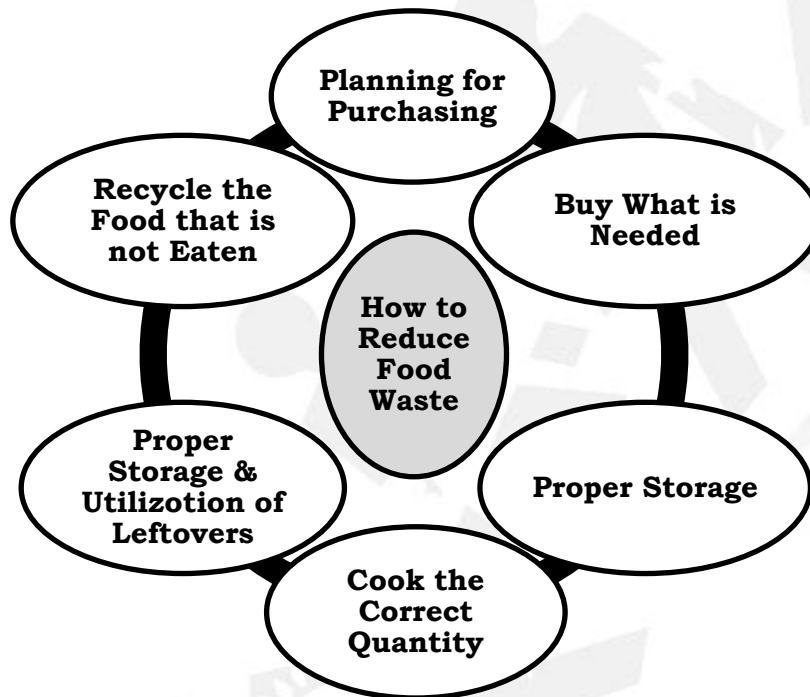 Planning for
Purchasing
Buy What is
Needed
Proper Storage
Cook the
Correct
Quantity
Proper
Storage &
Utilizotion of
Leftovers
Recycle the
Food that is
not Eaten
How to
Reduce
Food
Waste